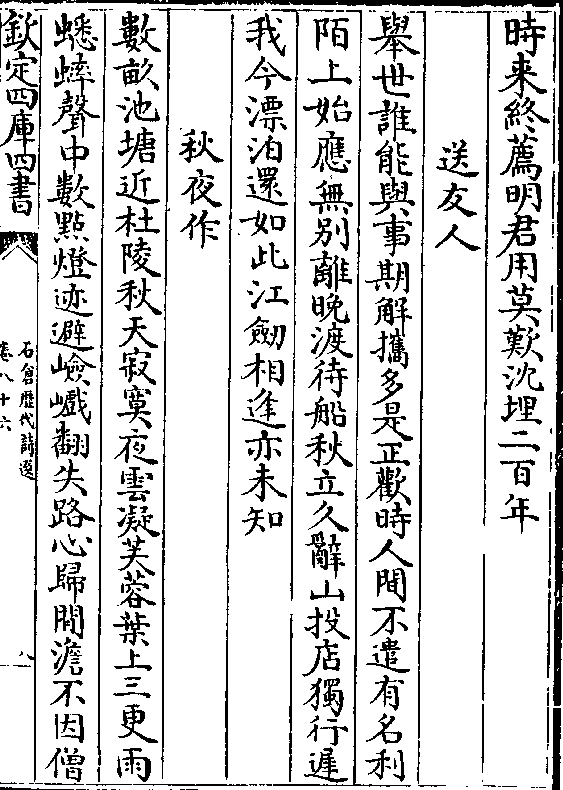 時来終薦明君用莫歎沈埋二百年
送友人
舉世誰能與事期解攜多是正歡時人間不遣有名利
陌上始應無别離晚渡待船秋立久辭山投店獨行遲
我今漂泊還如此江劒相逢亦未知
秋夜作
數畝池塘近杜陵秋天寂寞夜雲凝芙蓉葉上三更雨
蟋蟀聲中數點燈迹避嶮巇翻失路心歸閒澹不因僧
欽定四庫四書
石倉歷代詩選
卷八十六
八